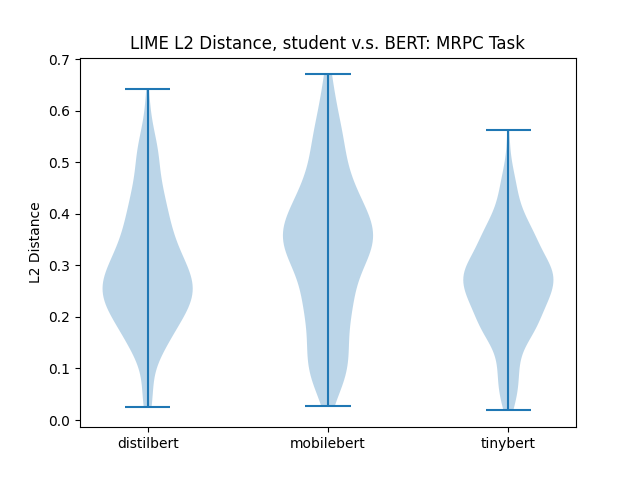 LIME L2 Distance, student v.s. BERT: MRPC Task
0.7
0.6
0.5
0.4
0.3
0.2
0.1
0.0
L2 Distance
distilbert
mobilebert
tinybert